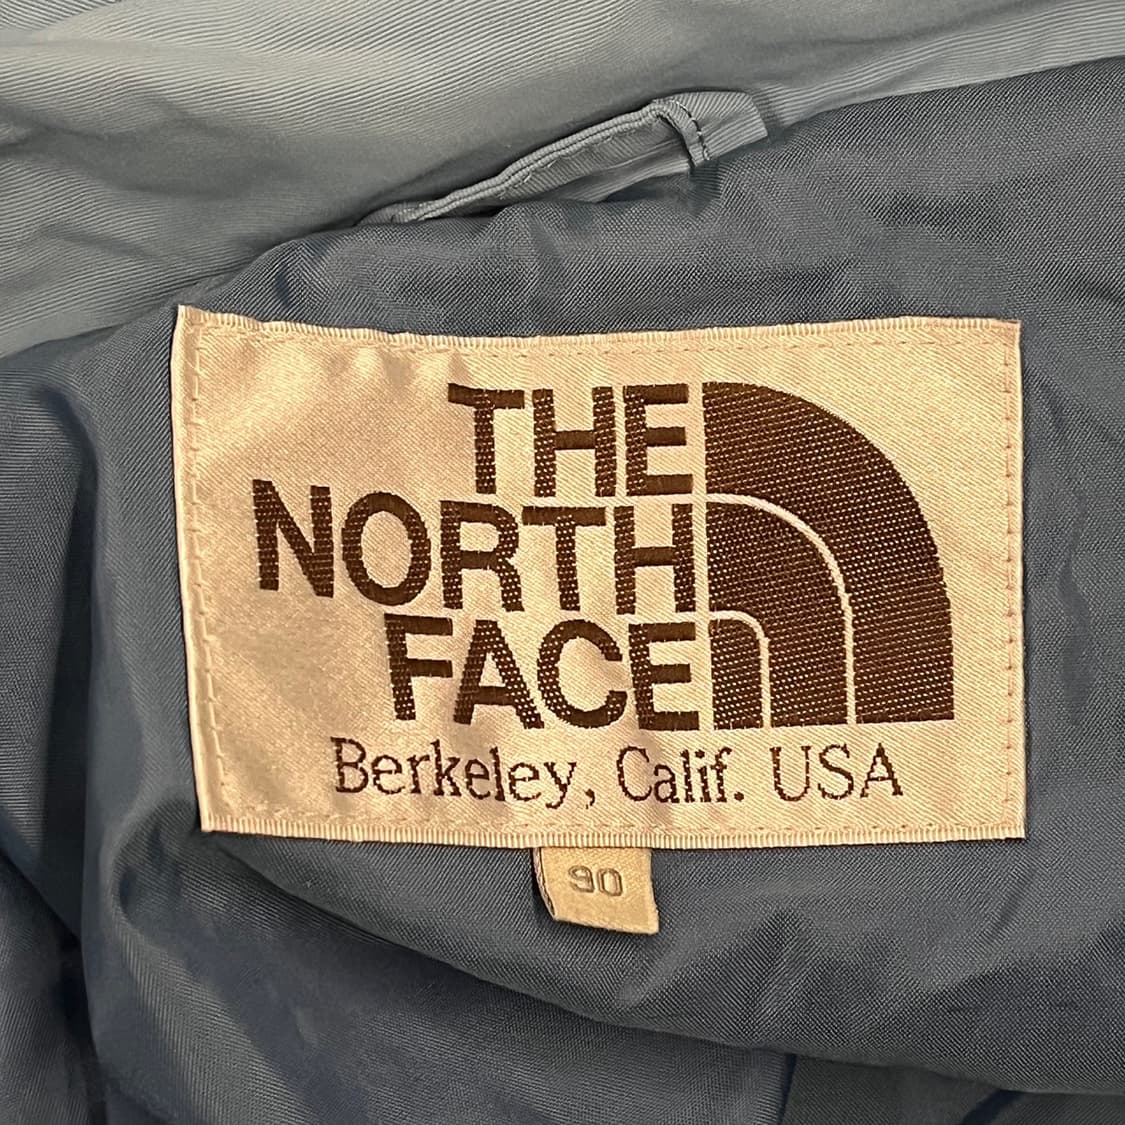 THE
NORTH
FACE
Berkeley, Calif. USA
90